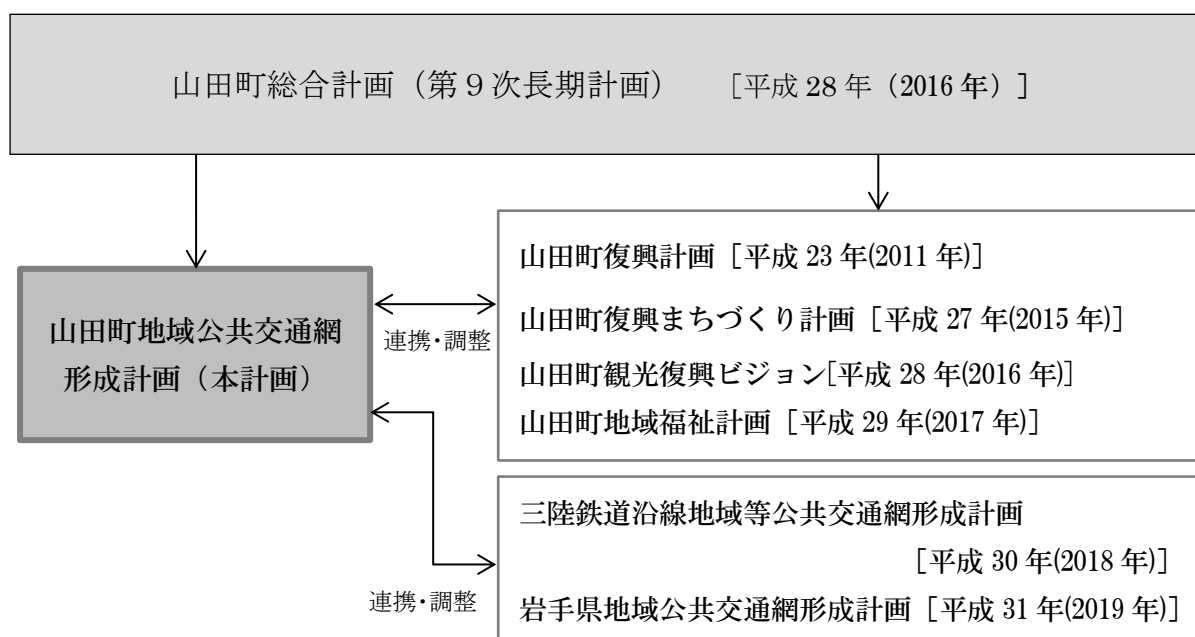 山田町総合計画（第９次長期計画）　［平成 28 年（2016 年）］
山田町地域公共交通網
形成計画（本計画）
連携・調整
山田町復興計画［平成 23 年(2011 年)］
山田町復興まちづくり計画［平成 27 年(2015 年)］
山田町観光復興ビジョン[平成 28 年(2016 年)］
山田町地域福祉計画［平成 29 年(2017 年)］
連携・調整
三陸鉄道沿線地域等公共交通網形成計画
［平成 30 年(2018 年)］
岩手県地域公共交通網形成計画［平成 31 年(2019 年)］